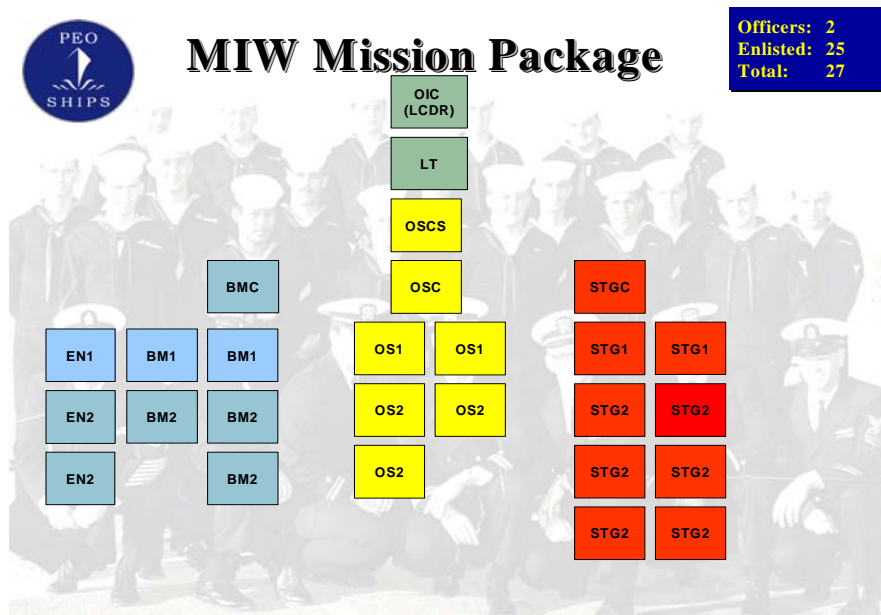 PEO
SHIPS
MIW Mission Package
Officers: 2
Enlisted: 25
Total: 27
OIC
(LCDR)
LT
OSCS
BMC
OSC
STGC
EN1
BM1
BM1
OS1
OS1
STG1
STG1
EN2
BM2
BM2
OS2
OS2
STG2
STG2
EN2
BM2
OS2
STG2
STG2
STG2
STG2